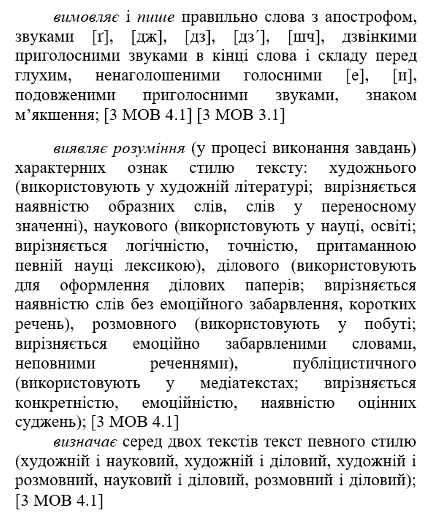 вимовляє і пише правильно слова з апострофом,
звуками [ґ], [дж], [дз], [дз´], [шч], дзвінкими
приголосними звуками в кінці слова і складу перед
глухим, ненаголошеними голосними [е], [и],
подовженими приголосними звуками, знаком
м’якшення; [3 МОВ 4.1] [3 МОВ 3.1]
виявляє розуміння (у процесі виконання завдань)
характерних ознак стилю тексту: художнього
(використовують у художній літературі; вирізняється
наявністю образних слів, слів у переносному
значенні), наукового (використовують у науці, освіті;
вирізняється логічністю, точністю, притаманною
певній науці лексикою), ділового (використовують
для оформлення ділових паперів; вирізняється
наявністю слів без емоційного забарвлення, коротких
речень), розмовного (використовують у побуті;
вирізняється емоційно забарвленими словами,
неповними реченнями), публіцистичного
(використовують у медіатекстах; вирізняється
конкретністю, емоційністю, наявністю оцінних
суджень); [3 МОВ 4.1]
визначає серед двох текстів текст певного стилю
(художній і науковий, художній і діловий, художній і
розмовний, науковий і діловий, розмовний і діловий);
[3 МОВ 4.1]